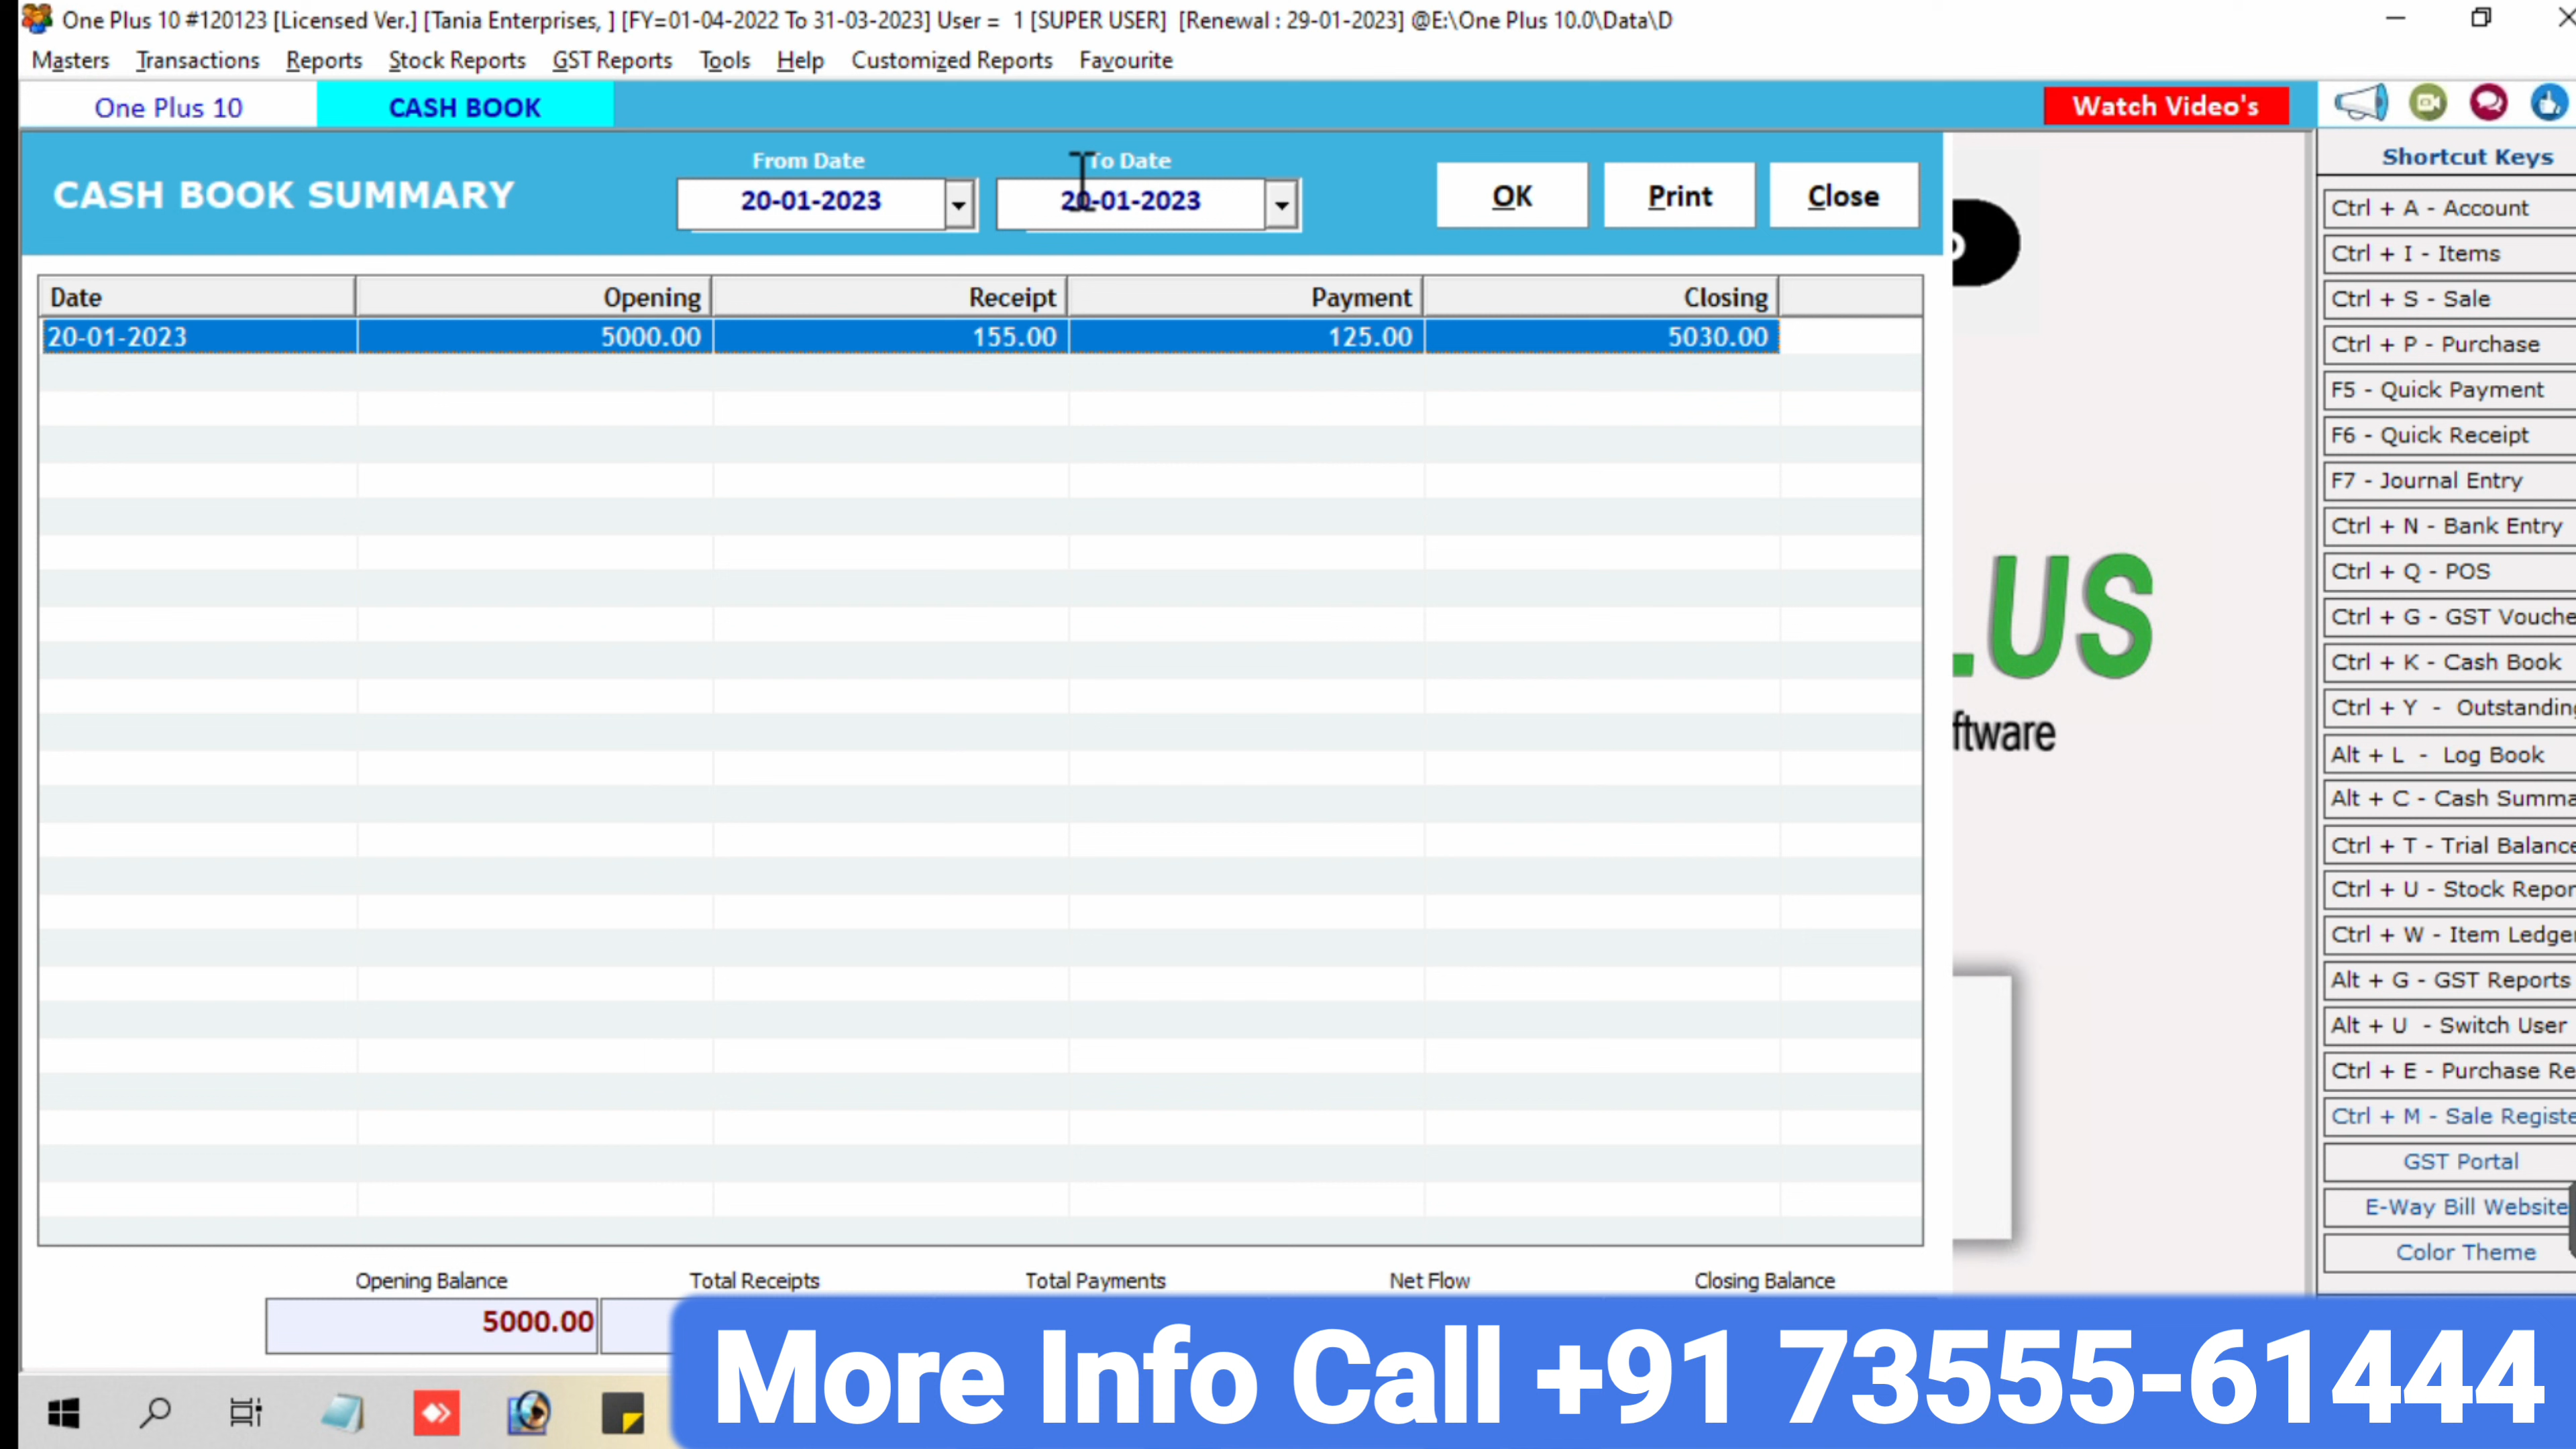 One Plus 10 #120123 [Licensed Ver.] [Tania Enterprises, ] [FY=01-04-2022 To 31-03-2023] User = 1 [SUPER USER] [Renewal : 29-01-2023] @E:\One Plus 10.0\Data\D
Masters Transactions Reports Stock Reports GST Reports Tools Help Customized Reports Favourite
One Plus 10 CASH BOOK Watch Video's
From Date To Date
CASH BOOK SUMMARY 20-01-2023 20-01-2023 OK Print Close
Date Opening Receipt Payment Closing
20-01-2023 5000.00 155.00 125.00 5030.00
Shortcut Keys
Ctrl + A - Account
Ctrl + I - Items
Ctrl + S - Sale
Ctrl + P - Purchase
F5 - Quick Payment
F6 - Quick Receipt
F7 - Journal Entry
Ctrl + N - Bank Entry
Ctrl + Q - POS
Ctrl + G - GST Vouche
Ctrl + K - Cash Book
Ctrl + Y - Outstanding
Alt + L - Log Book
Alt + C - Cash Summa
Ctrl + T - Trial Balance
Ctrl + U - Stock Repor
Ctrl + W - Item Ledger
Alt + G - GST Reports
Alt + U - Switch User
Ctrl + E - Purchase Re
Ctrl + M - Sale Registe
GST Portal
E-Way Bill Website
Color Theme
LUS
ftware
Opening Balance Total Receipts Total Payments Net Flow Closing Balance
5000.00
More Info Call +91 73555-61444